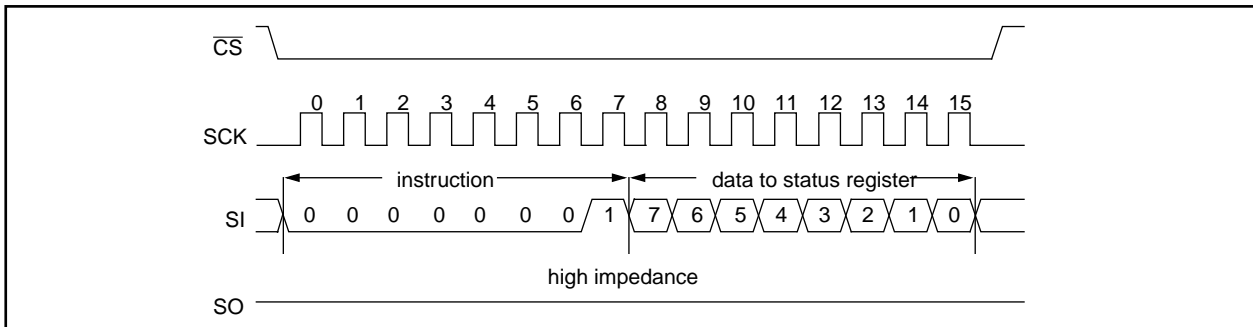 CS
0 1 2 3 4 5 6 7 8 9 10 11 12 13 14 15
SCK
instruction data to status register
SI 0 0 0 0 0 0 0 1 7 6 5 4 3 2 1 0
high impedance
SO